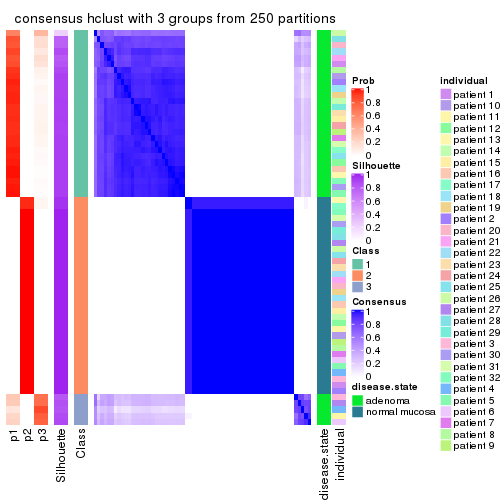 consensus hclust with 3 groups from 250 partitions
Prob
1
0.8
0.6
0.4
0.2
0
Silhouette
1
0.8
0.6
0.4
0.2
0
Class
1
2
3
Consensus
1
0.8
0.6
0.4
0.2
0
disease.state
adenoma
normal mucosa
individual
patient 1
patient 10
patient 11
patient 12
patient 13
patient 14
patient 15
patient 16
patient 17
patient 18
patient 19
patient 2
patient 20
patient 21
patient 22
patient 23
patient 24
patient 25
patient 26
patient 27
patient 28
patient 29
patient 3
patient 30
patient 31
patient 32
patient 4
patient 5
patient 6
patient 7
patient 8
patient 9
p1
p2
p3
Silhouette
Class
disease.state
individual